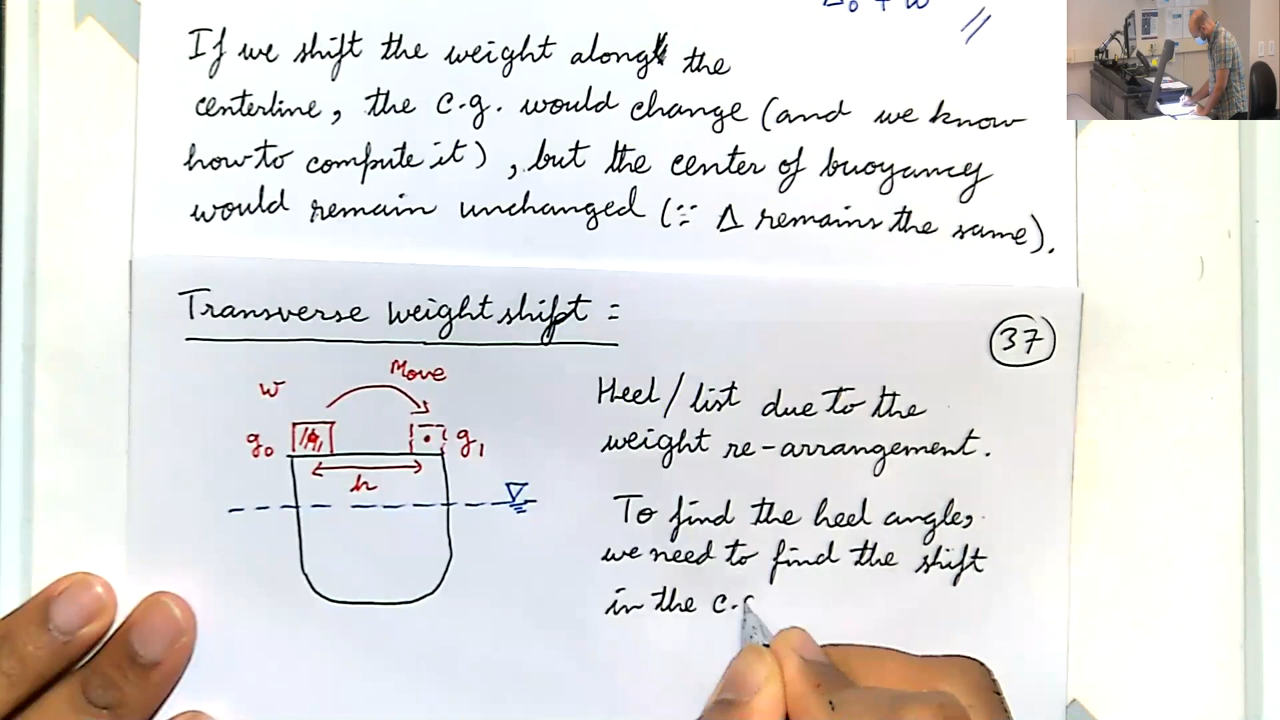 Δ₀ + w
If we shift the weight along the
centerline, the c.g. would change (and we know
how to compute it), but the center of buoyancy
would remain unchanged (∵ Δ remains the same).
Transverse weight shift :
37
w
Move
g₀
g₁
h
Heel/list due to the
weight re-arrangement.
To find the heel angle,
we need to find the shift
in the c.